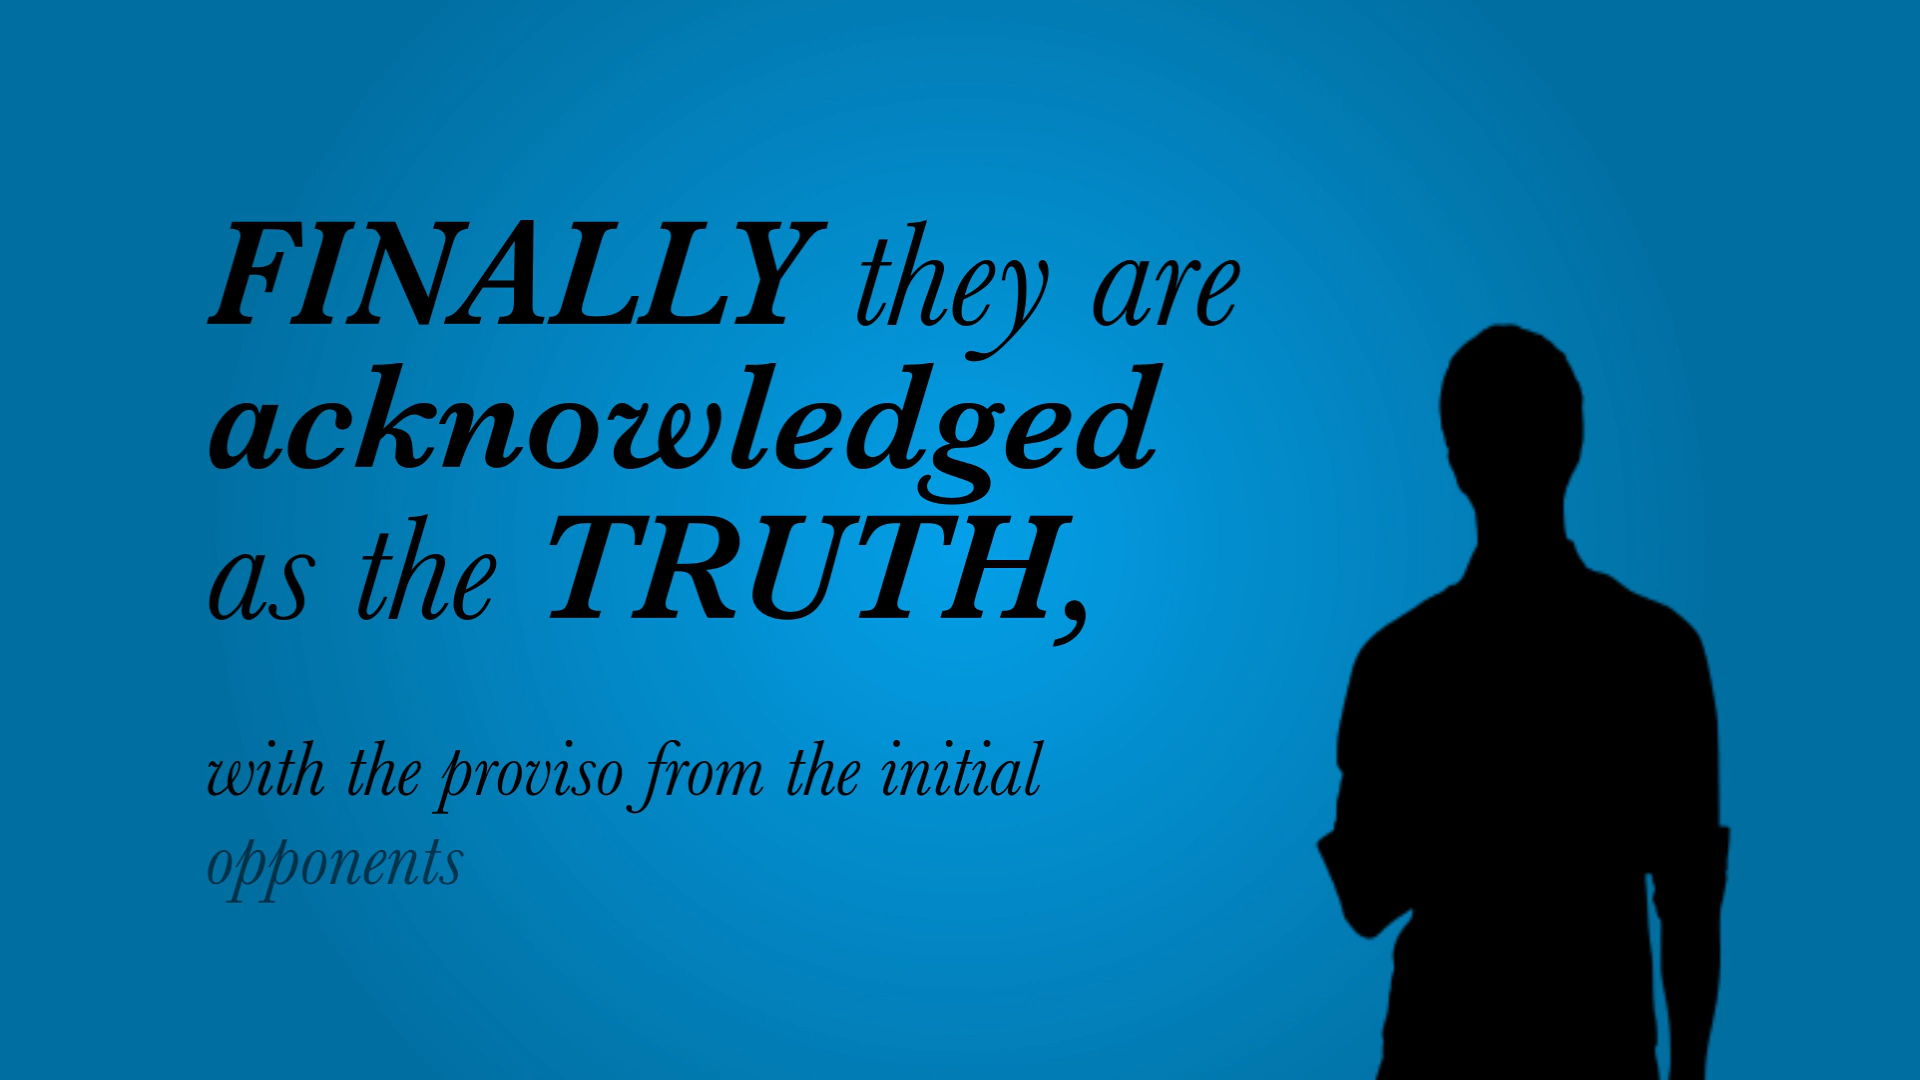 FINALLY they are
acknowledged
as the TRUTH,
with the proviso from the initial
opponents